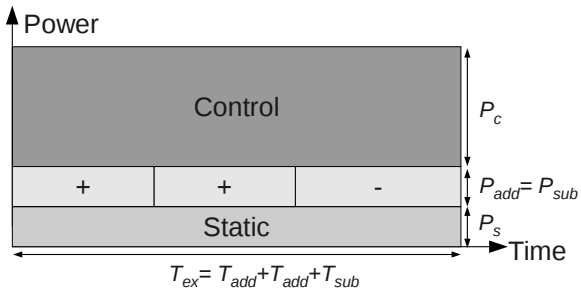 Power
Control
P_c
+ + -
P_add= P_sub
Static
P_s
Time
T_ex= T_add+T_add+T_sub